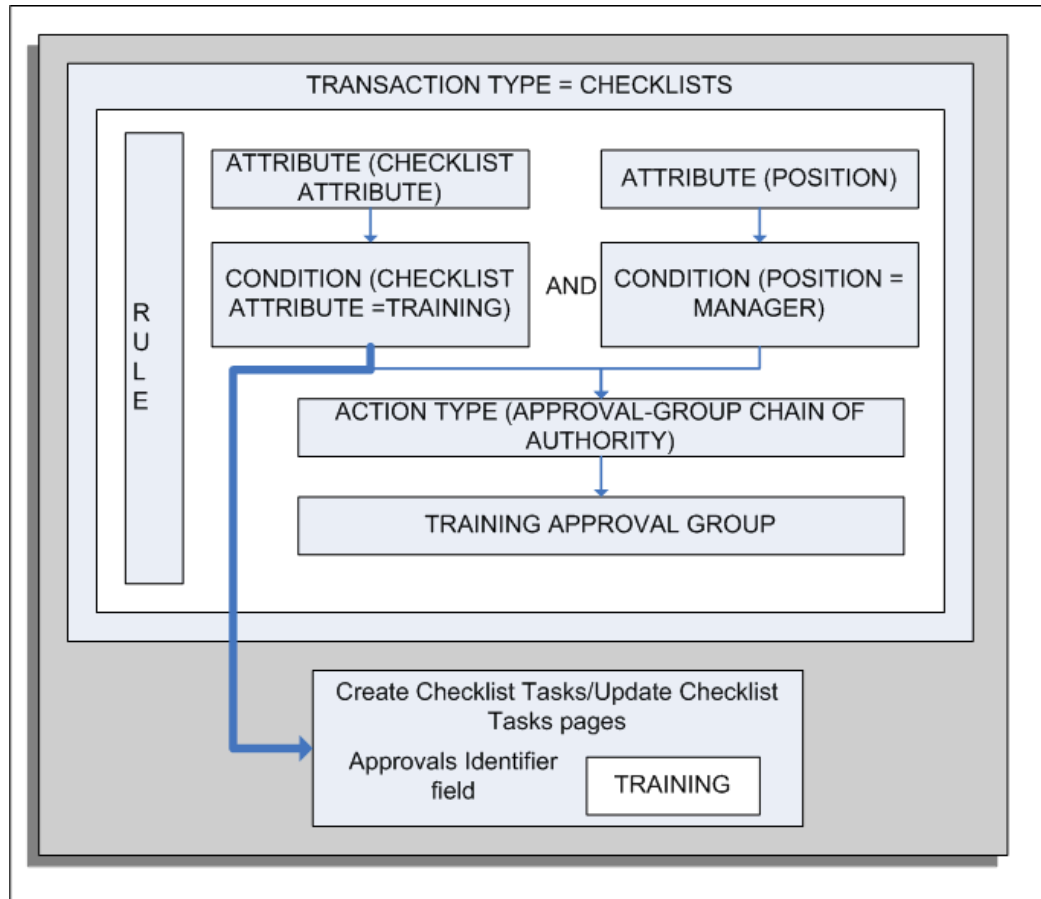 TRANSACTION TYPE = CHECKLISTS
R
U
L
E
ATTRIBUTE (CHECKLIST
ATTRIBUTE)
ATTRIBUTE (POSITION)
CONDITION (CHECKLIST
ATTRIBUTE =TRAINING)
AND
CONDITION (POSITION =
MANAGER)
ACTION TYPE (APPROVAL-GROUP CHAIN OF
AUTHORITY)
TRAINING APPROVAL GROUP
Create Checklist Tasks/Update Checklist
Tasks pages
Approvals Identifier
field
TRAINING